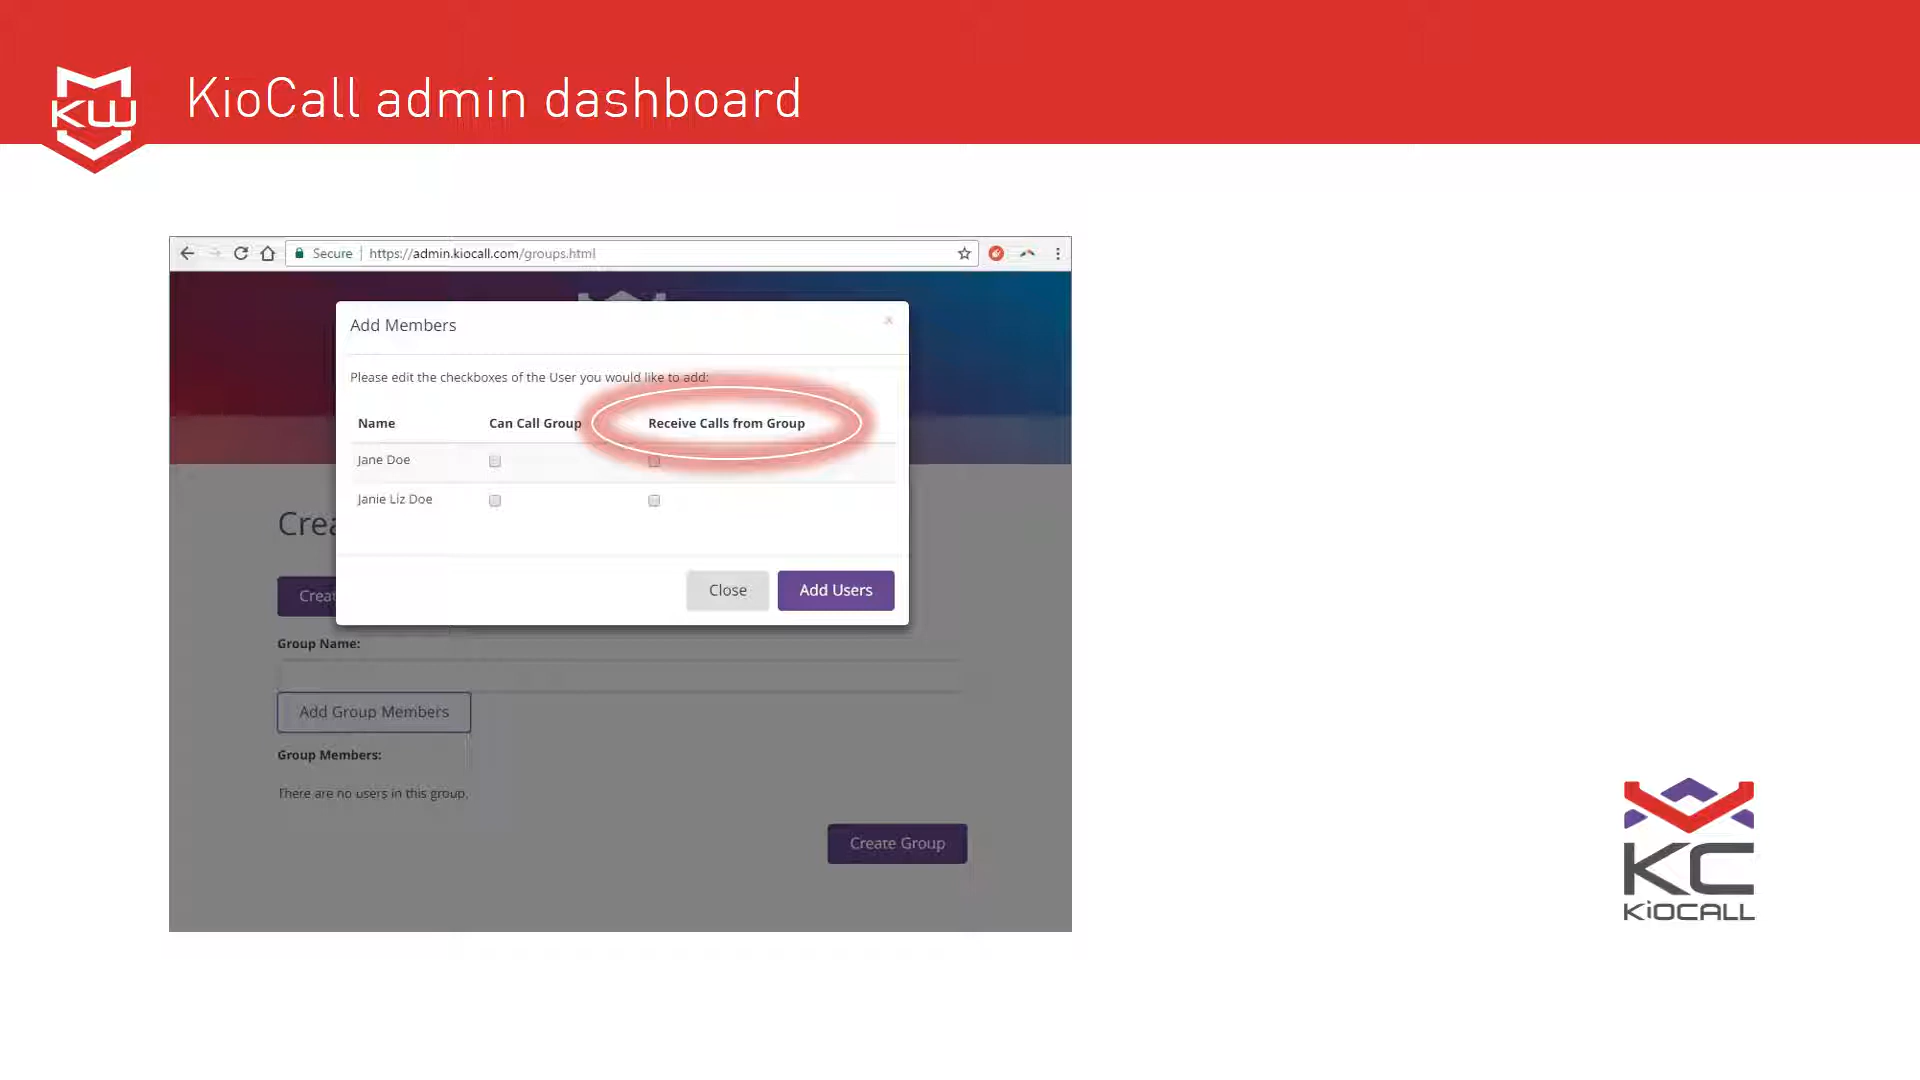 KW
KioCall admin dashboard
Secure | https://admin.kiocall.com/groups.html
Add Members
×
Please edit the checkboxes of the User you would like to add:
Name Can Call Group Receive Calls from Group
Jane Doe
Janie Liz Doe
Crea
Close Add Users
Creat
Group Name:
Add Group Members
Group Members:
There are no users in this group.
Create Group
KC
KIOCALL